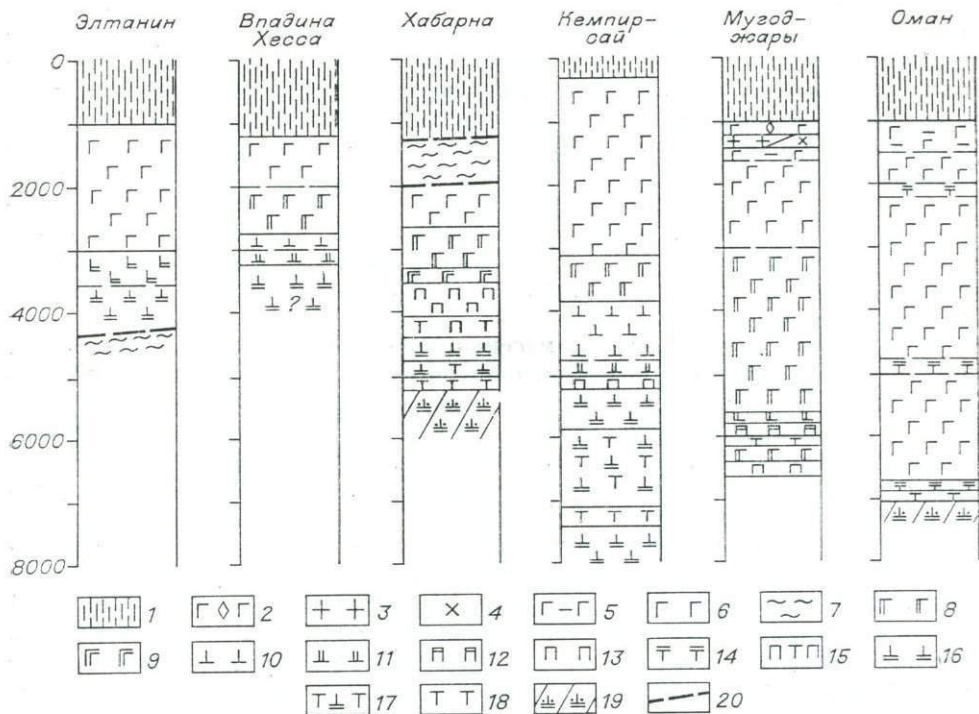 Элтанин
Впадина
Хесса
Хабарна
Кемпир-
сай
Мугод-
жары
Оман
0
2000
4000
6000
8000
?
1 2 3 4 5 6 7 8
9 10 11 12 13 14 15 16
17 18 19 20